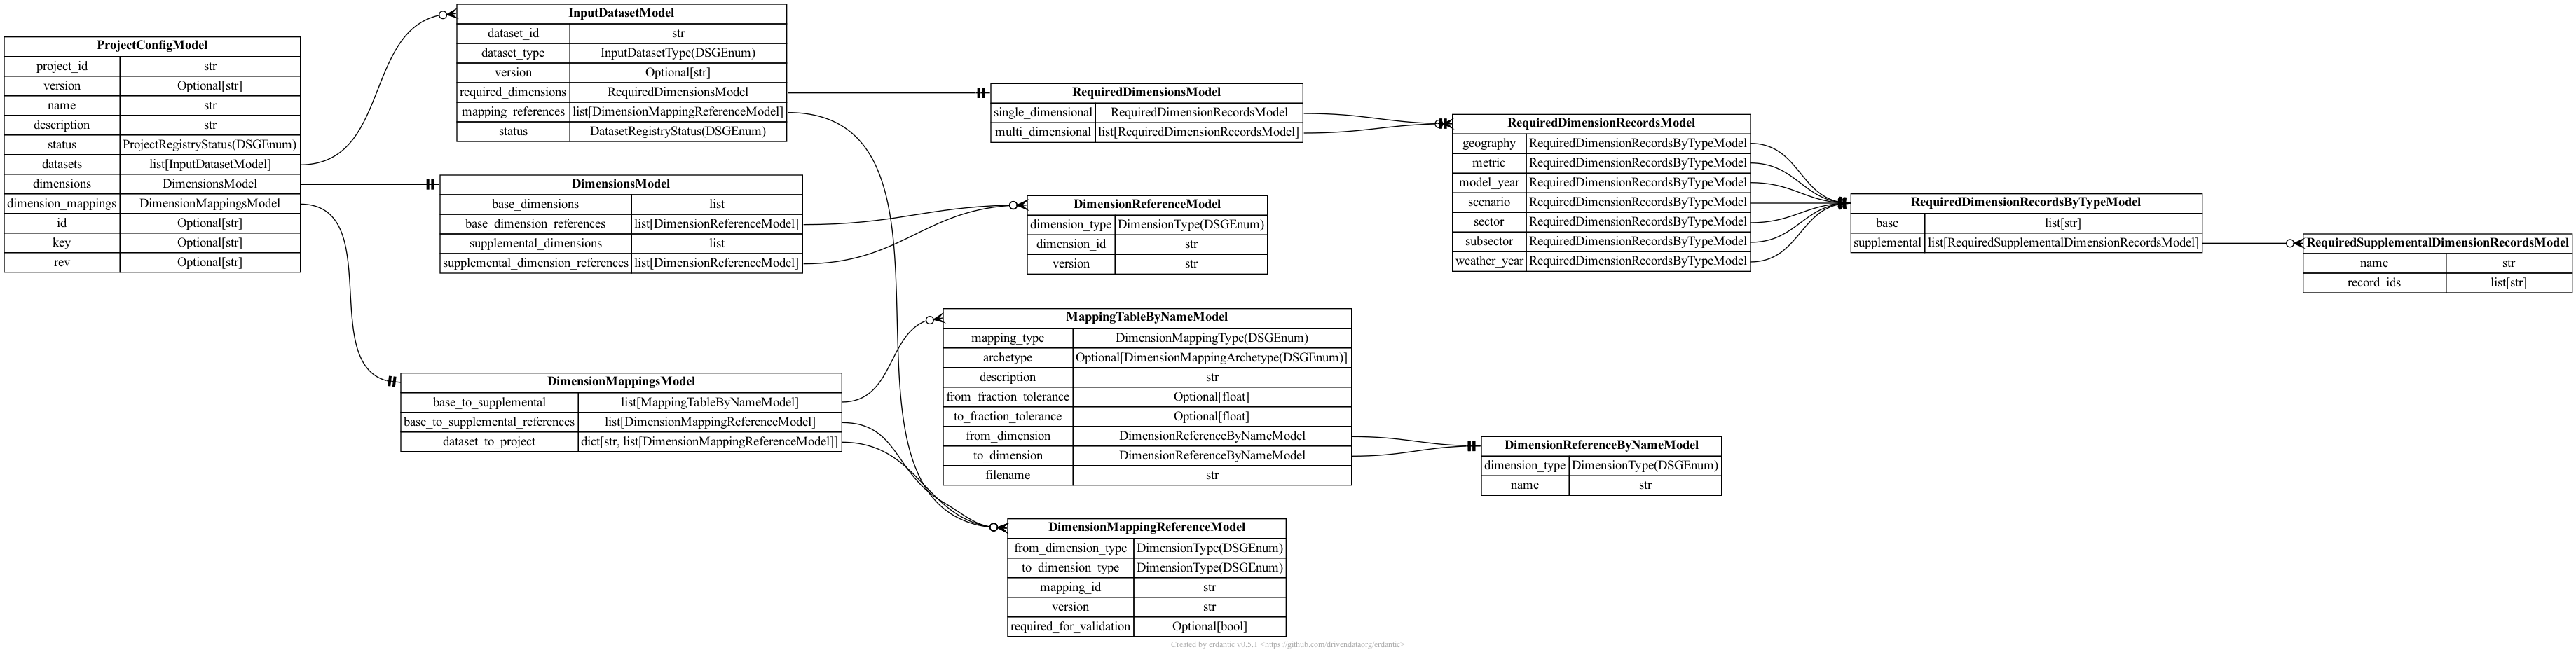 ProjectConfigModel
project_id str
version Optional[str]
name str
description str
status ProjectRegistryStatus(DSGEnum)
datasets list[InputDatasetModel]
dimensions DimensionsModel
dimension_mappings DimensionMappingsModel
id Optional[str]
key Optional[str]
rev Optional[str]
InputDatasetModel
dataset_id str
dataset_type InputDatasetType(DSGEnum)
version Optional[str]
required_dimensions RequiredDimensionsModel
mapping_references list[DimensionMappingReferenceModel]
status DatasetRegistryStatus(DSGEnum)
DimensionsModel
base_dimensions list
base_dimension_references list[DimensionReferenceModel]
supplemental_dimensions list
supplemental_dimension_references list[DimensionReferenceModel]
DimensionMappingsModel
base_to_supplemental list[MappingTableByNameModel]
base_to_supplemental_references list[DimensionMappingReferenceModel]
dataset_to_project dict[str, list[DimensionMappingReferenceModel]]
RequiredDimensionsModel
single_dimensional RequiredDimensionRecordsModel
multi_dimensional list[RequiredDimensionRecordsModel]
DimensionReferenceModel
dimension_type DimensionType(DSGEnum)
dimension_id str
version str
MappingTableByNameModel
mapping_type DimensionMappingType(DSGEnum)
archetype Optional[DimensionMappingArchetype(DSGEnum)]
description str
from_fraction_tolerance Optional[float]
to_fraction_tolerance Optional[float]
from_dimension DimensionReferenceByNameModel
to_dimension DimensionReferenceByNameModel
filename str
DimensionMappingReferenceModel
from_dimension_type DimensionType(DSGEnum)
to_dimension_type DimensionType(DSGEnum)
mapping_id str
version str
required_for_validation Optional[bool]
RequiredDimensionRecordsModel
geography RequiredDimensionRecordsByTypeModel
metric RequiredDimensionRecordsByTypeModel
model_year RequiredDimensionRecordsByTypeModel
scenario RequiredDimensionRecordsByTypeModel
sector RequiredDimensionRecordsByTypeModel
subsector RequiredDimensionRecordsByTypeModel
weather_year RequiredDimensionRecordsByTypeModel
DimensionReferenceByNameModel
dimension_type DimensionType(DSGEnum)
name str
RequiredDimensionRecordsByTypeModel
base list[str]
supplemental list[RequiredSupplementalDimensionRecordsModel]
RequiredSupplementalDimensionRecordsModel
name str
record_ids list[str]
Created by erdantic v0.5.1 <https://github.com/drivendataorg/erdantic>